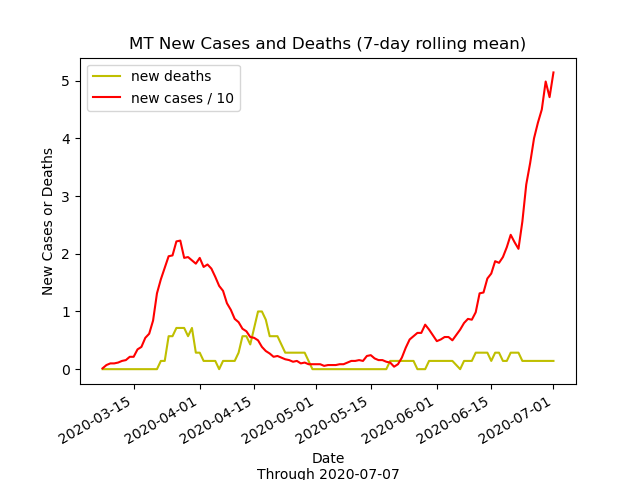 MT New Cases and Deaths (7-day rolling mean)
new deaths
new cases / 10
New Cases or Deaths
5
4
3
2
1
0
2020-03-15
2020-04-01
2020-04-15
2020-05-01
2020-05-15
2020-06-01
2020-06-15
2020-07-01
Date
Through 2020-07-07